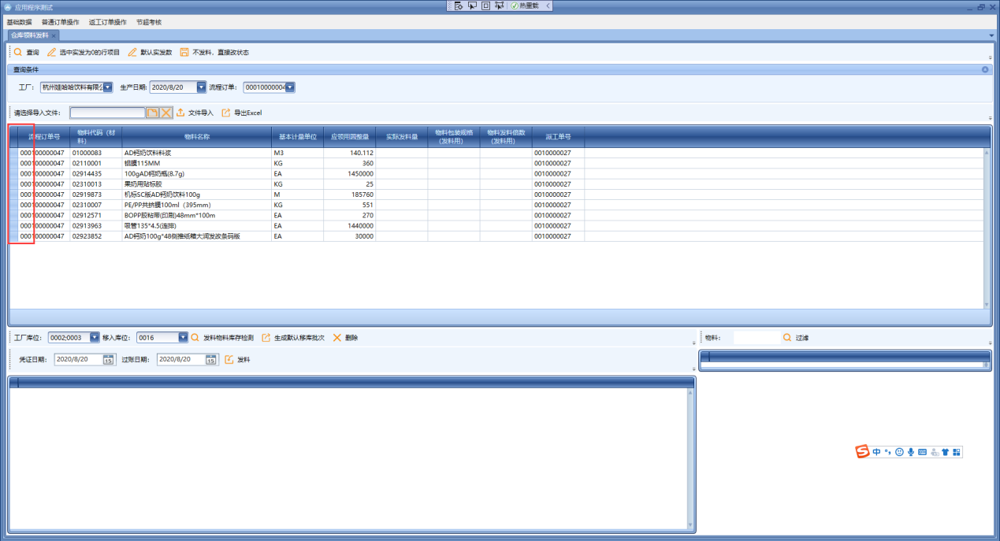 应用程序测试
热重载
基础数据 普通订单操作 返工订单操作 节超考核
仓库领料发料
查询 选中实发为0的行项目 默认实发数 不发料，直接改状态
查询条件
工厂： 杭州娃哈哈饮料有限公 生产日期: 2020/8/20 流程订单: 00010000004
请选择导入文件: 文件导入 导出Excel
流程订单号 物料代码（材料） 物料名称 基本计量单位 应领用调整量 实际发料量 物料包装规格(发料用) 物料发料倍数(发料用) 派工单号
000100000047 01000083 AD钙奶饮料料浆 M3 140.112 0010000027
000100000047 02110001 铝膜115MM KG 360 0010000027
000100000047 02914435 100gAD钙奶瓶(8.7g) EA 1450000 0010000027
000100000047 02310013 果奶用贴标胶 KG 25 0010000027
000100000047 02919873 机标SC版AD钙奶饮料100g M 185760 0010000027
000100000047 02310007 PE/PP共挤膜100ml（395mm） KG 551 0010000027
000100000047 02912571 BOPP胶粘带(印刷)48mm*100m EA 270 0010000027
000100000047 02913963 吸管135*4.5(连排) EA 1440000 0010000027
000100000047 02923852 AD钙奶100g*48侧推纸箱大润发改条码版 EA 30000 0010000027
工厂库位: 0002;0003 移入库位: 0016 发料物料库存检测 生成默认移库批次 删除
物料: 过滤
凭证日期: 2020/8/20 15 过账日期: 2020/8/20 15 发料
中